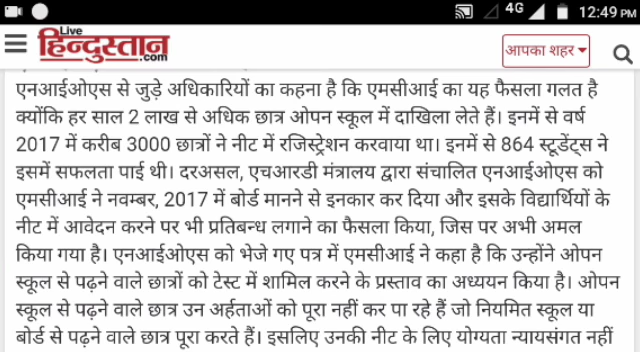 4G 12:49 PM
Live
हिन्दुस्तान
.com
आपका शहर
एनआईओएस से जुड़े अधिकारियों का कहना है कि एमसीआई का यह फैसला गलत है
क्योंकि हर साल 2 लाख से अधिक छात्र ओपन स्कूल में दाखिला लेते हैं। इनमें से वर्ष
2017 में करीब 3000 छात्रों ने नीट में रजिस्ट्रेशन करवाया था। इनमें से 864 स्टूडेंट्स ने
इसमें सफलता पाई थी। दरअसल, एचआरडी मंत्रालय द्वारा संचालित एनआईओएस को
एमसीआई ने नवम्बर, 2017 में बोर्ड मानने से इनकार कर दिया और इसके विद्यार्थियों के
नीट में आवेदन करने पर भी प्रतिबन्ध लगाने का फैसला किया, जिस पर अभी अमल
किया गया है। एनआईओएस को भेजे गए पत्र में एमसीआई ने कहा है कि उन्होंने ओपन
स्कूल से पढ़ने वाले छात्रों को टेस्ट में शामिल करने के प्रस्ताव का अध्ययन किया है। ओपन
स्कूल से पढ़ने वाले छात्र उन अर्हताओं को पूरा नहीं कर पा रहे हैं जो नियमित स्कूल या
बोर्ड से पढ़ने वाले छात्र पूरा करते हैं। इसलिए उनकी नीट के लिए योग्यता न्यायसंगत नहीं